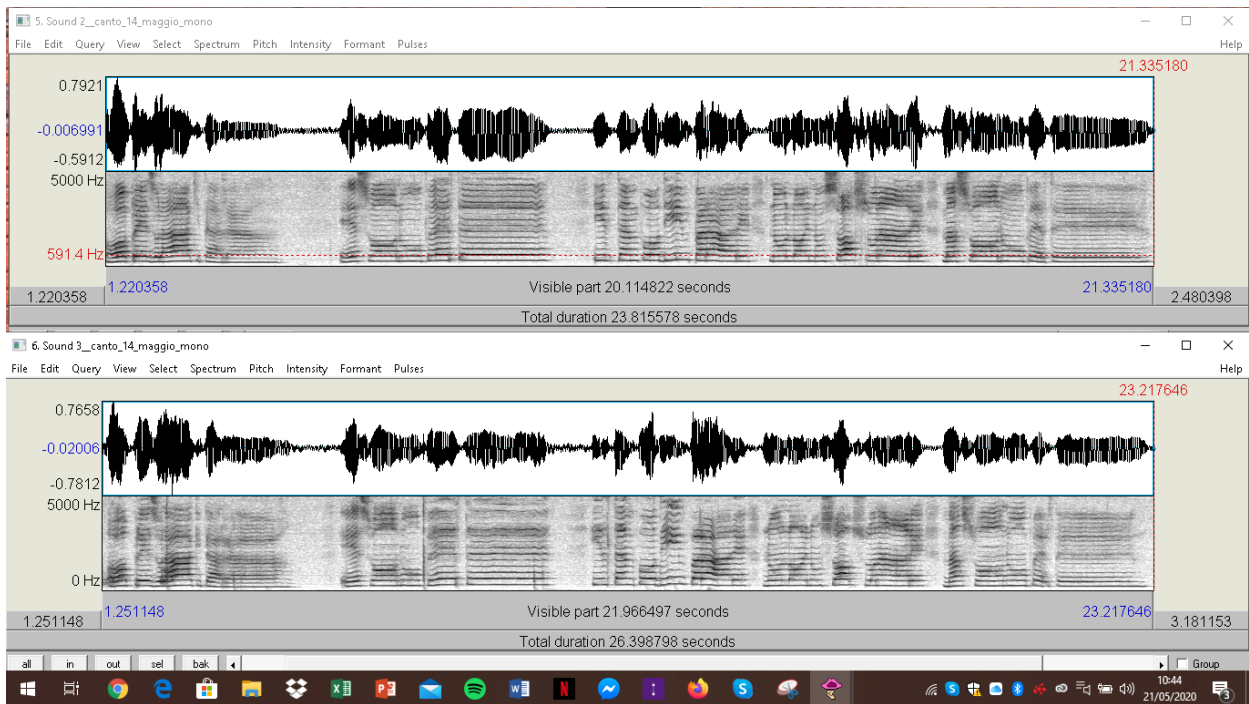 5. Sound 2__canto_14_maggio_mono
File Edit Query View Select Spectrum Pitch Intensity Formant Pulses Help
21.335180
0.7921
-0.006991
-0.5912
5000 Hz
591.4 Hz
1.220358 1.220358 Visible part 20.114822 seconds 21.335180 2.480398
Total duration 23.815578 seconds
6. Sound 3__canto_14_maggio_mono
File Edit Query View Select Spectrum Pitch Intensity Formant Pulses Help
23.217646
0.7658
-0.02006
-0.7812
5000 Hz
0 Hz
1.251148 1.251148 Visible part 21.966497 seconds 23.217646 3.181153
Total duration 26.398798 seconds
all in out sel bak Group
10:44
21/05/2020